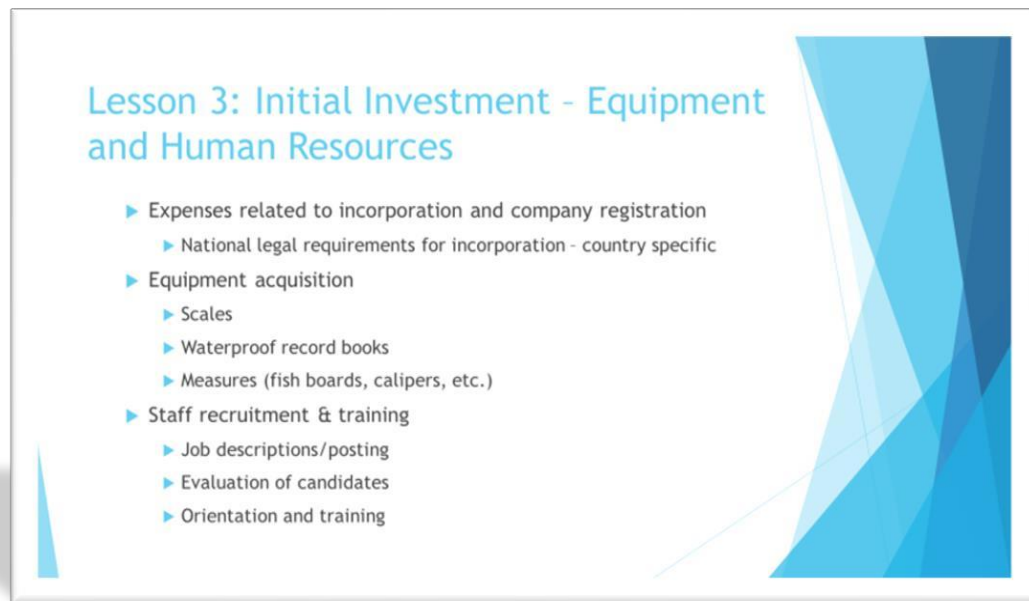 Lesson 3: Initial Investment – Equipment
and Human Resources
Expenses related to incorporation and company registration
National legal requirements for incorporation – country specific
Equipment acquisition
Scales
Waterproof record books
Measures (fish boards, calipers, etc.)
Staff recruitment & training
Job descriptions/posting
Evaluation of candidates
Orientation and training